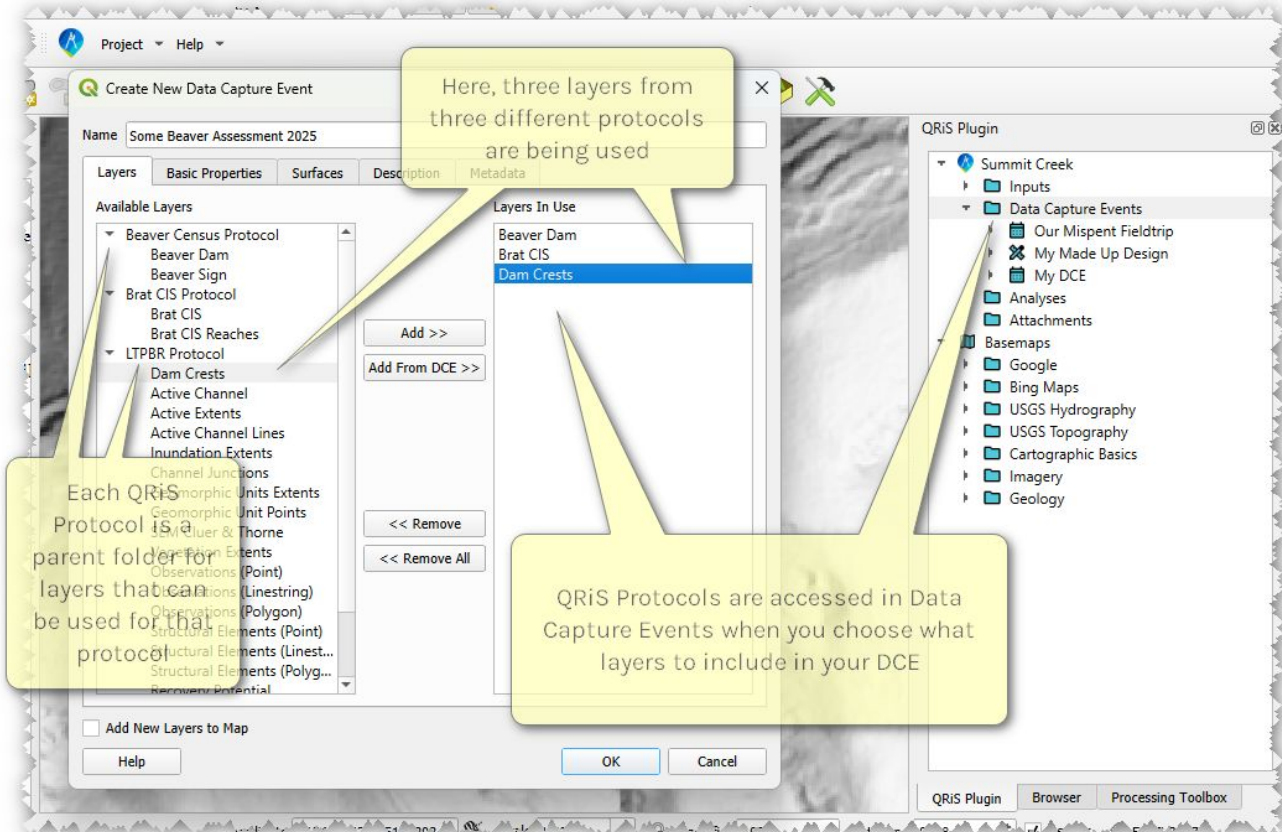 Project Help
Create New Data Capture Event
Name Some Beaver Assessment 2025
Layers Basic Properties Surfaces Description Metadata
Available Layers
Beaver Census Protocol
Beaver Dam
Beaver Sign
Brat CIS Protocol
Brat CIS
Brat CIS Reaches
LTPBR Protocol
Dam Crests
Active Channel
Active Extents
Active Channel Lines
Inundation Extents
Channel Junctions
Geomorphic Units Extents
Geomorphic Unit Points
SEM Cluer & Thorne
Vegetation Extents
Observations (Point)
Observations (Linestring)
Observations (Polygon)
Structural Elements (Point)
Structural Elements (Linest...
Structural Elements (Polyg...
Recovery Potential
Add >>
Add From DCE >>
<< Remove
<< Remove All
Layers In Use
Beaver Dam
Brat CIS
Dam Crests
Add New Layers to Map
Help
OK
Cancel
Here, three layers from
three different protocols
are being used
Each QRiS
Protocol is a
parent folder for
layers that can
be used for that
protocol
QRiS Protocols are accessed in Data
Capture Events when you choose what
layers to include in your DCE
QRiS Plugin
Summit Creek
Inputs
Data Capture Events
Our Mispent Fieldtrip
My Made Up Design
My DCE
Analyses
Attachments
Basemaps
Google
Bing Maps
USGS Hydrography
USGS Topography
Cartographic Basics
Imagery
Geology
QRiS Plugin Browser Processing Toolbox